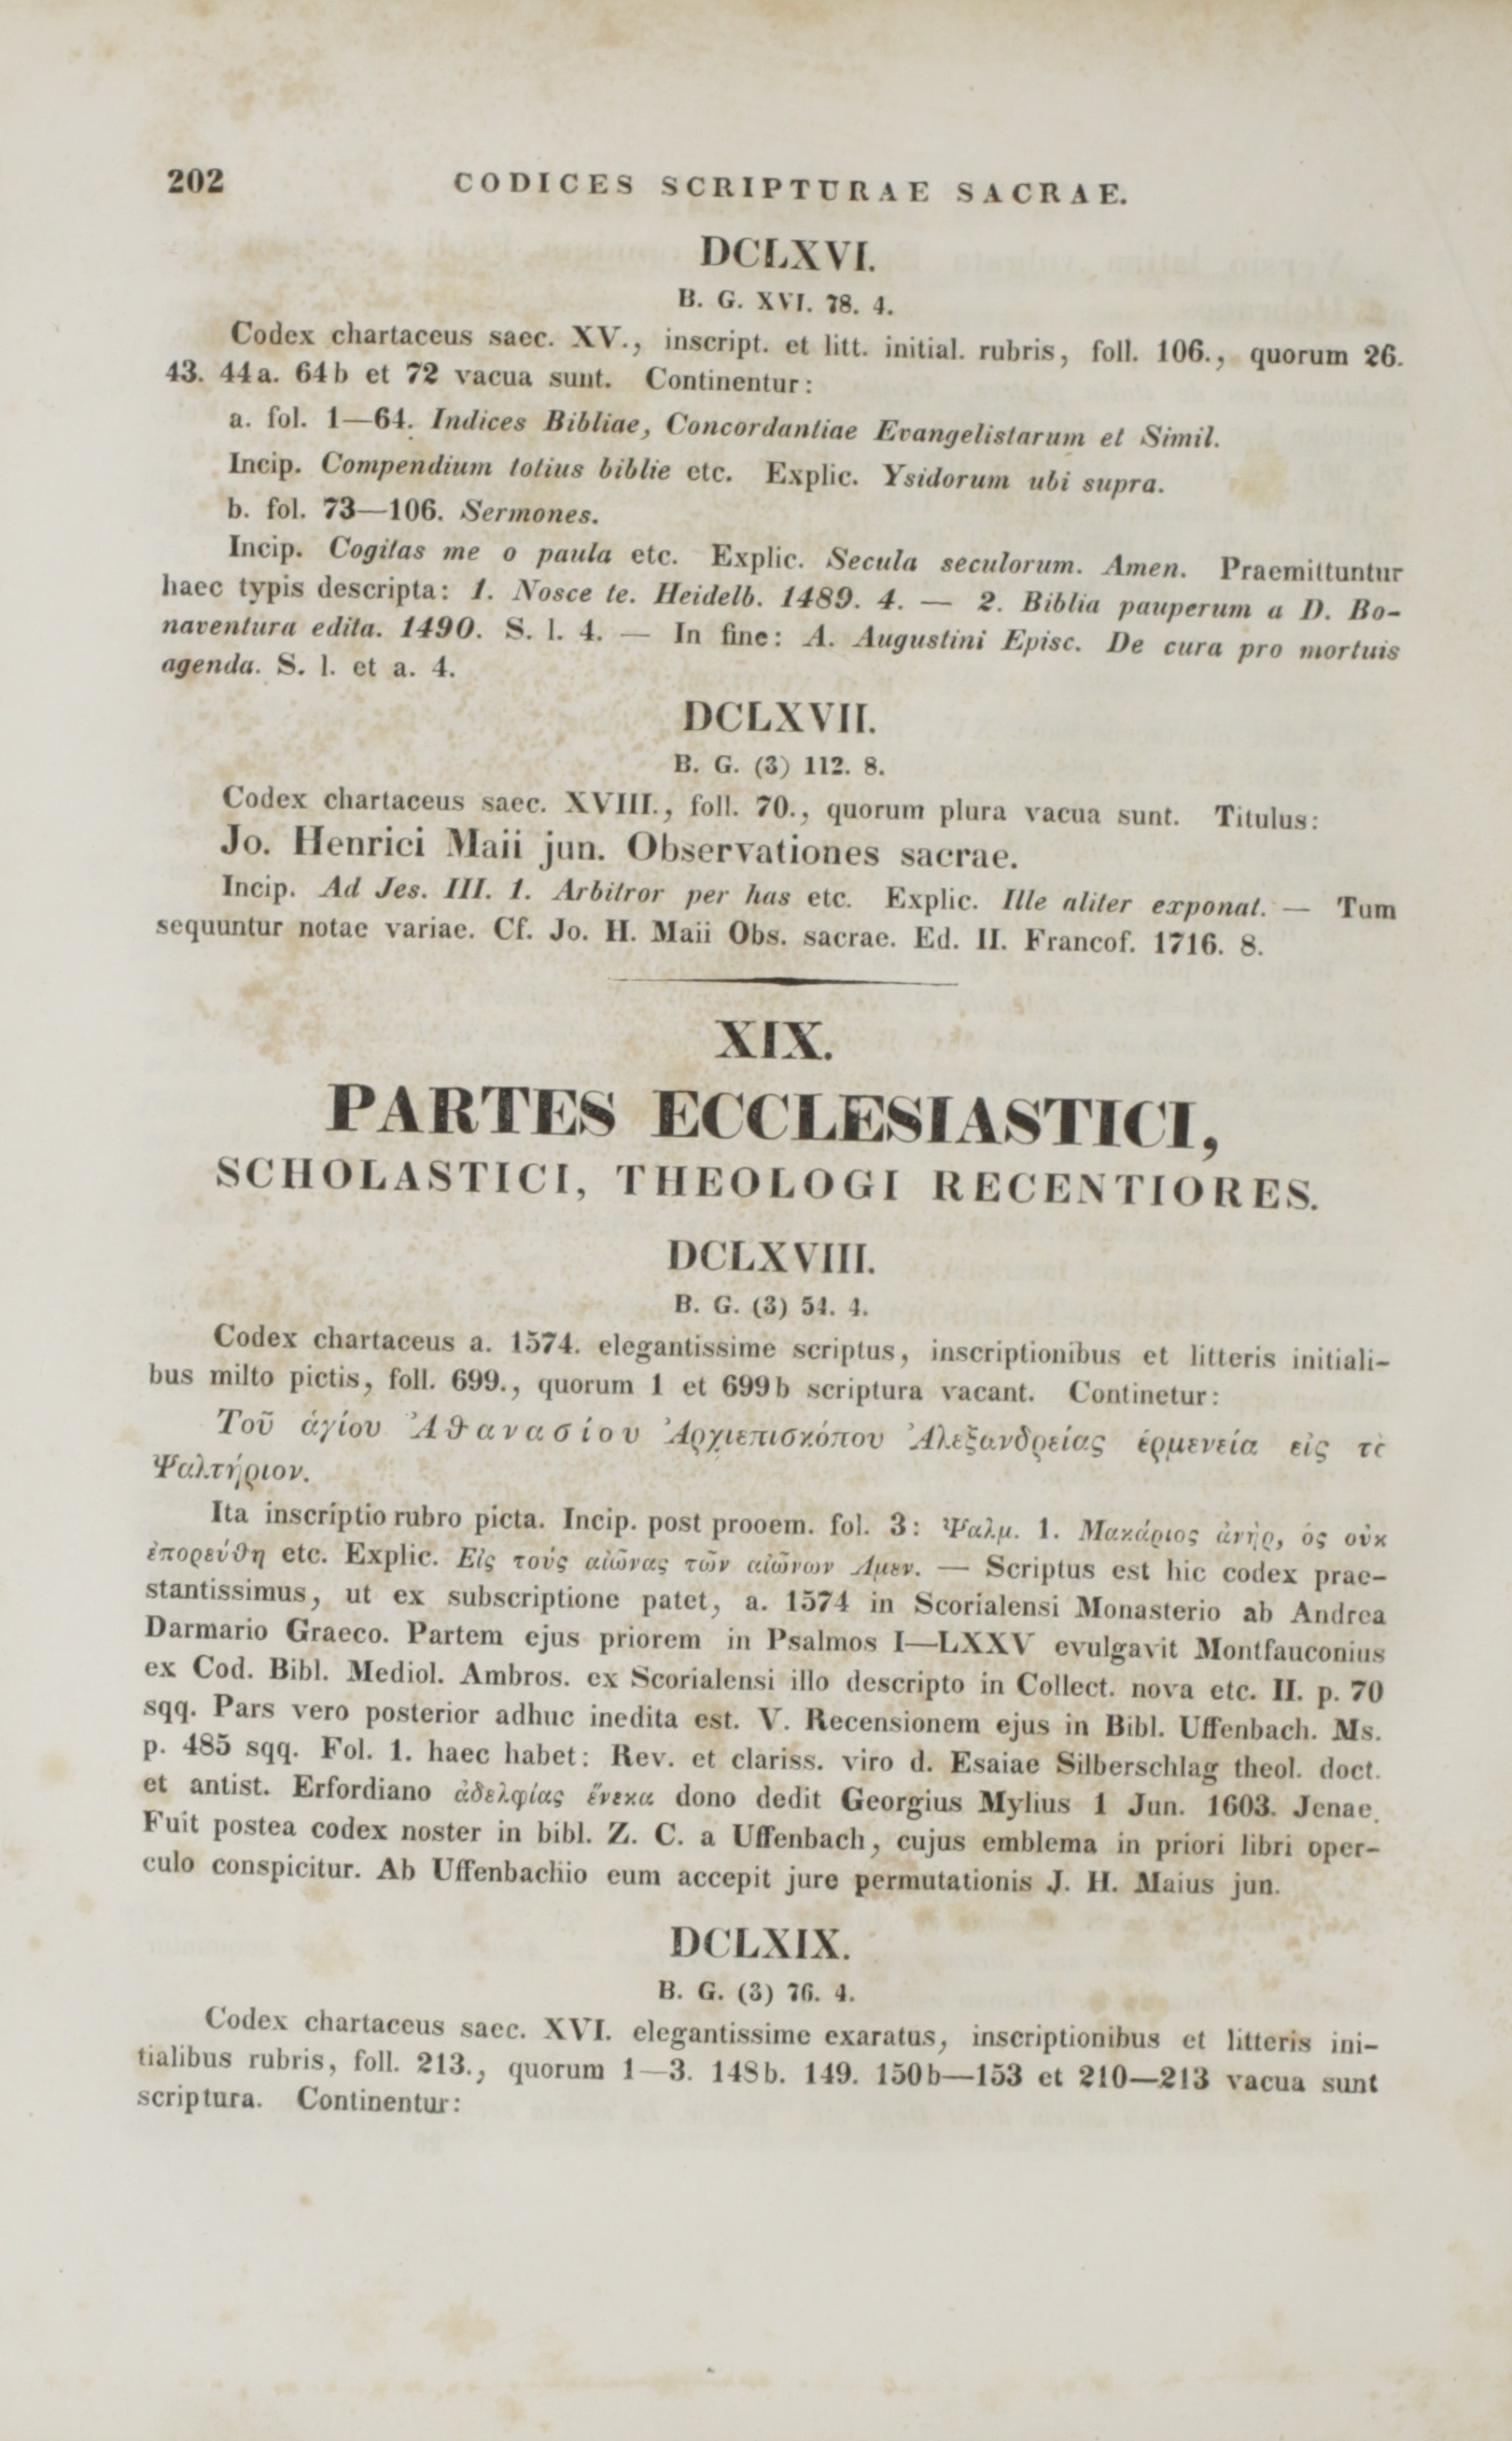 202 CODICES SCRIPTURAE SACRAE.
DCLXVI.
B. G. XVI. 78. 4.
Codex chartaceus saec. XV., inscript. et litt. initial. rubris, foll. 106., quorum 26.
43. 44a. 64b et 72 vacua sunt. Continentur:
a. fol. 1—64. Indices Bibliae, Concordantiae Evangelistarum et Simil.
Incip. Compendium totius biblie etc. Explic. Ysidorum ubi supra.
b. fol. 73—106. Sermones.
Incip. Cogitas me o paula etc. Explic. Secula seculorum. Amen. Praemittuntur
haec typis descripta: 1. Nosce te. Heidelb. 1489. 4. — 2. Biblia pauperum a D. Bo-
naventura edita. 1490. S. l. 4. — In fine: A. Augustini Episc. De cura pro mortuis
agenda. S. l. et a. 4.
DCLXVII.
B. G. (3) 112. 8.
Codex chartaceus saec. XVIII., foll. 70., quorum plura vacua sunt. Titulus:
Jo. Henrici Maii jun. Observationes sacrae.
Incip. Ad Jes. III. 1. Arbitror per has etc. Explic. Ille aliter exponat. — Tum
sequuntur notae variae. Cf. Jo. H. Maii Obs. sacrae. Ed. II. Francof. 1716. 8.
XIX.
PARTES ECCLESIASTICI,
SCHOLASTICI, THEOLOGI RECENTIORES.
DCLXVIII.
B. G. (3) 54. 4.
Codex chartaceus a. 1574. elegantissime scriptus, inscriptionibus et litteris initiali-
bus milto pictis, foll. 699., quorum 1 et 699b scriptura vacant. Continetur:
Τοῦ ἁγίου Ἀθανασίου Ἀρχιεπισκόπου Ἀλεξανδρείας ἑρμενεία εἰς τὸ
Ψαλτήριον.
Ita inscriptio rubro picta. Incip. post prooem. fol. 3: Ψαλμ. 1. Μακάριος ἀνὴρ, ὁς οὐκ
ἐπορεύθη etc. Explic. Εἰς τοὺς αἰῶνας τῶν αἰώνων Αμεν. — Scriptus est hic codex prae-
stantissimus, ut ex subscriptione patet, a. 1574 in Scorialensi Monasterio ab Andrea
Darmario Graeco. Partem ejus priorem in Psalmos I—LXXV evulgavit Montfauconius
ex Cod. Bibl. Mediol. Ambros. ex Scorialensi illo descripto in Collect. nova etc. II. p. 70
sqq. Pars vero posterior adhuc inedita est. V. Recensionem ejus in Bibl. Uffenbach. Ms.
p. 485 sqq. Fol. 1. haec habet: Rev. et clariss. viro d. Esaiae Silberschlag theol. doct.
et antist. Erfordiano ἀδελφίας ἕνεκα dono dedit Georgius Mylius 1 Jun. 1603. Jenae.
Fuit postea codex noster in bibl. Z. C. a Uffenbach, cujus emblema in priori libri oper-
culo conspicitur. Ab Uffenbachio eum accepit jure permutationis J. H. Maius jun.
DCLXIX.
B. G. (3) 76. 4.
Codex chartaceus saec. XVI. elegantissime exaratus, inscriptionibus et litteris ini-
tialibus rubris, foll. 213., quorum 1—3. 148b. 149. 150b—153 et 210—213 vacua sunt
scriptura. Continentur: